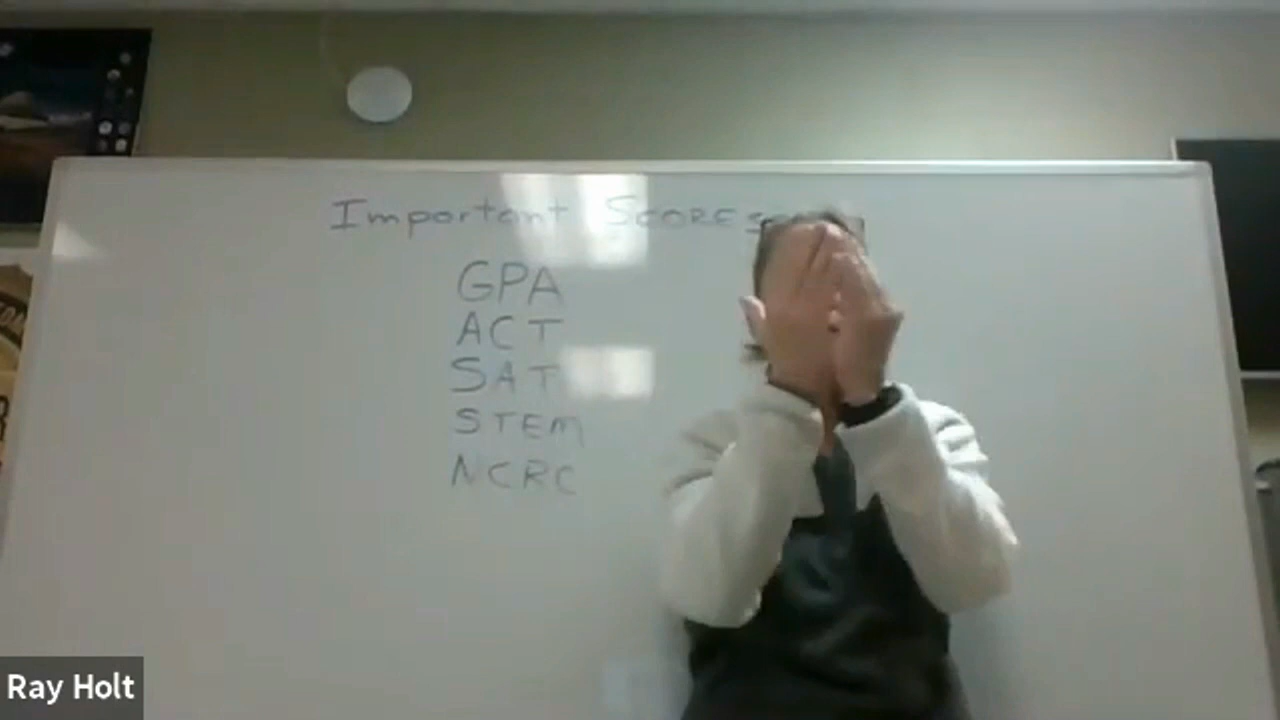 Important Scores
GPA
ACT
SAT
STEM
NCRC
Ray Holt